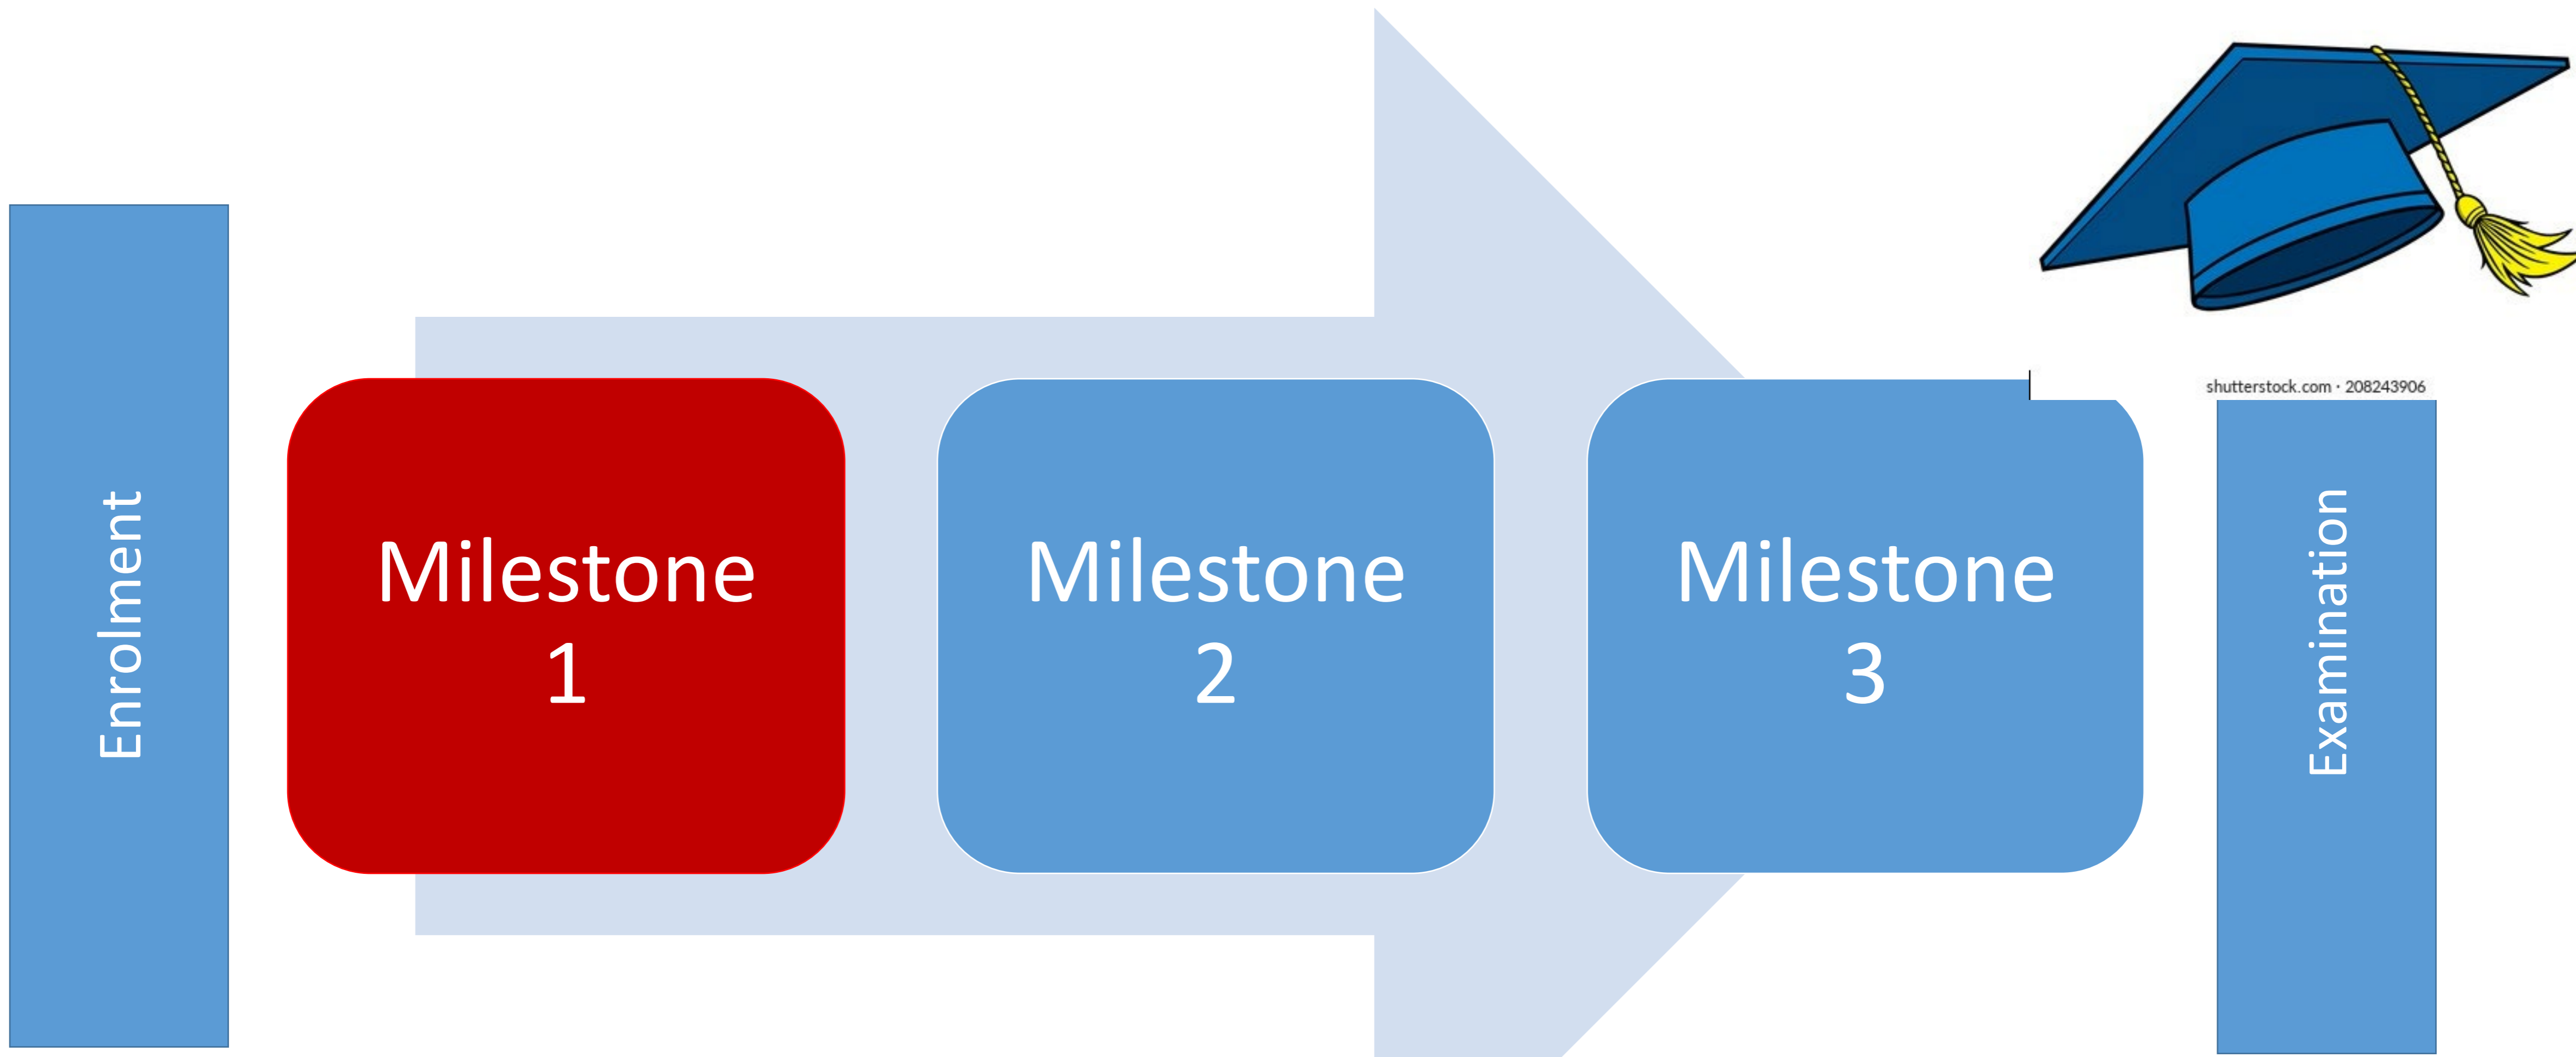 Enrolment
Milestone
1
Milestone
2
Milestone
3
shutterstock.com · 208243906
Examination